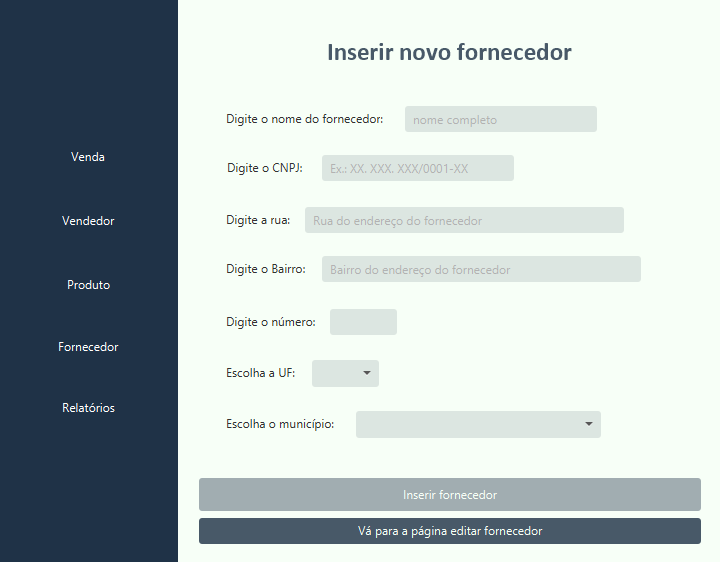 Inserir novo fornecedor
Venda
Vendedor
Produto
Fornecedor
Relatórios
Digite o nome do fornecedor: nome completo
Digite o CNPJ: Ex.: XX. XXX. XXX/0001-XX
Digite a rua: Rua do endereço do fornecedor
Digite o Bairro: Bairro do endereço do fornecedor
Digite o número:
Escolha a UF:
Escolha o município:
Inserir fornecedor
Vá para a página editar fornecedor